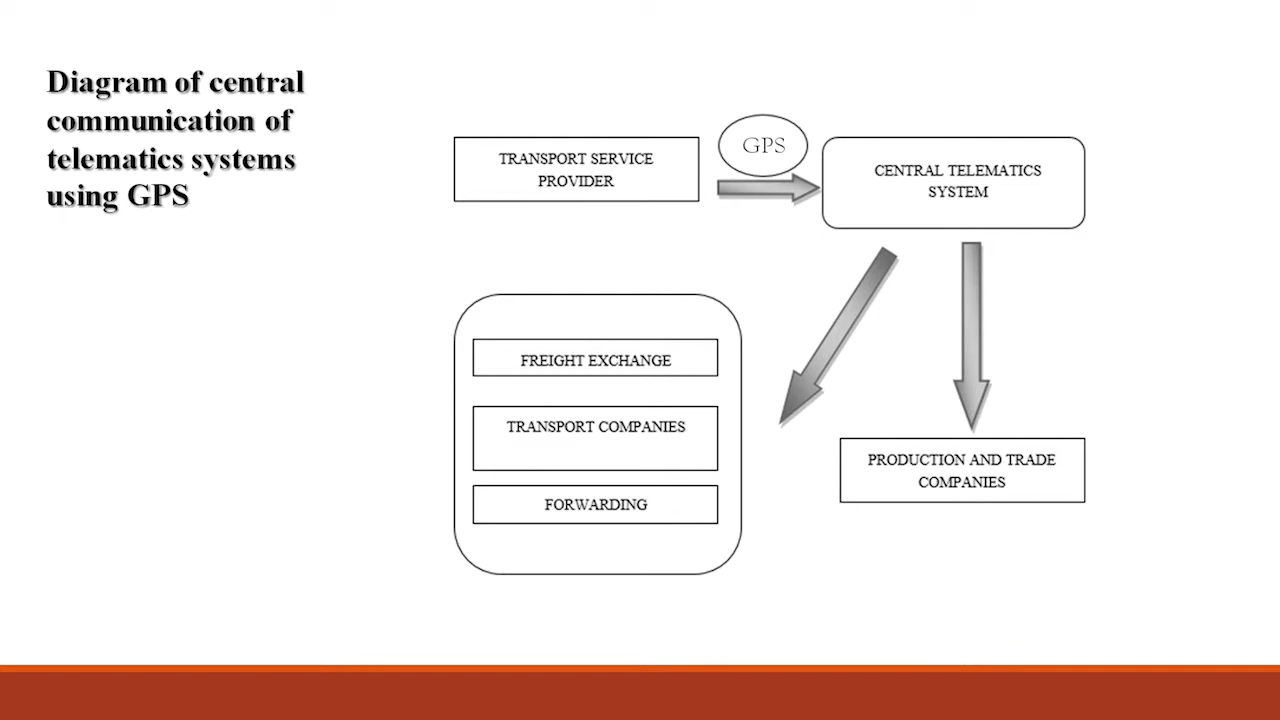 Diagram of central
communication of
telematics systems
using GPS
TRANSPORT SERVICE
PROVIDER
GPS
CENTRAL TELEMATICS
SYSTEM
FREIGHT EXCHANGE
TRANSPORT COMPANIES
FORWARDING
PRODUCTION AND TRADE
COMPANIES